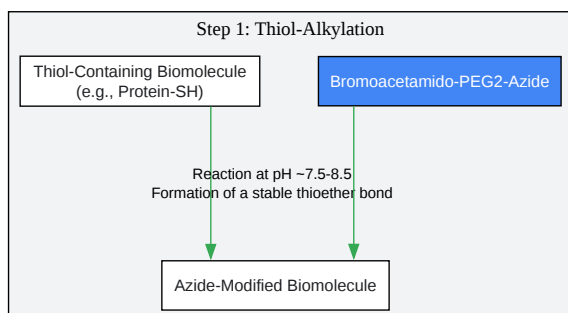 Step 1: Thiol-Alkylation
Thiol-Containing Biomolecule
(e.g., Protein-SH)
Bromoacetamido-PEG2-Azide
Reaction at pH ~7.5-8.5
Formation of a stable thioether bond
Azide-Modified Biomolecule